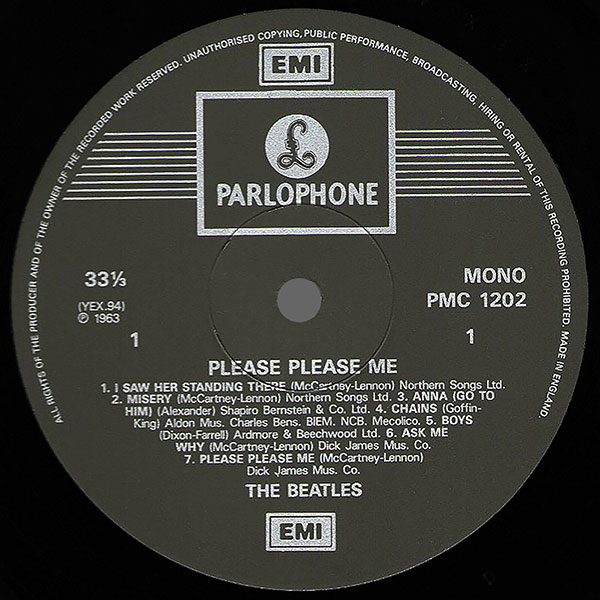 ALL RIGHTS OF THE PRODUCER AND OF THE OWNER OF THE RECORDED WORK RESERVED. UNAUTHORISED COPYING, PUBLIC PERFORMANCE, BROADCASTING, HIRING OR RENTAL OF THIS RECORDING PROHIBITED. MADE IN ENGLAND.
EMI
£
PARLOPHONE
33⅓
MONO
(YEX.94)
PMC 1202
℗ 1963
1
1
PLEASE PLEASE ME
1. I SAW HER STANDING THERE (McCartney-Lennon) Northern Songs Ltd.
2. MISERY (McCartney-Lennon) Northern Songs Ltd. 3. ANNA (GO TO
HIM) (Alexander) Shapiro Bernstein & Co. Ltd. 4. CHAINS (Goffin-
King) Aldon Mus. Charles Bens. BIEM. NCB. Mecolico. 5. BOYS
(Dixon-Farrell) Ardmore & Beechwood Ltd. 6. ASK ME
WHY (McCartney-Lennon) Dick James Mus. Co.
7. PLEASE PLEASE ME (McCartney-Lennon)
Dick James Mus. Co.
THE BEATLES
EMI